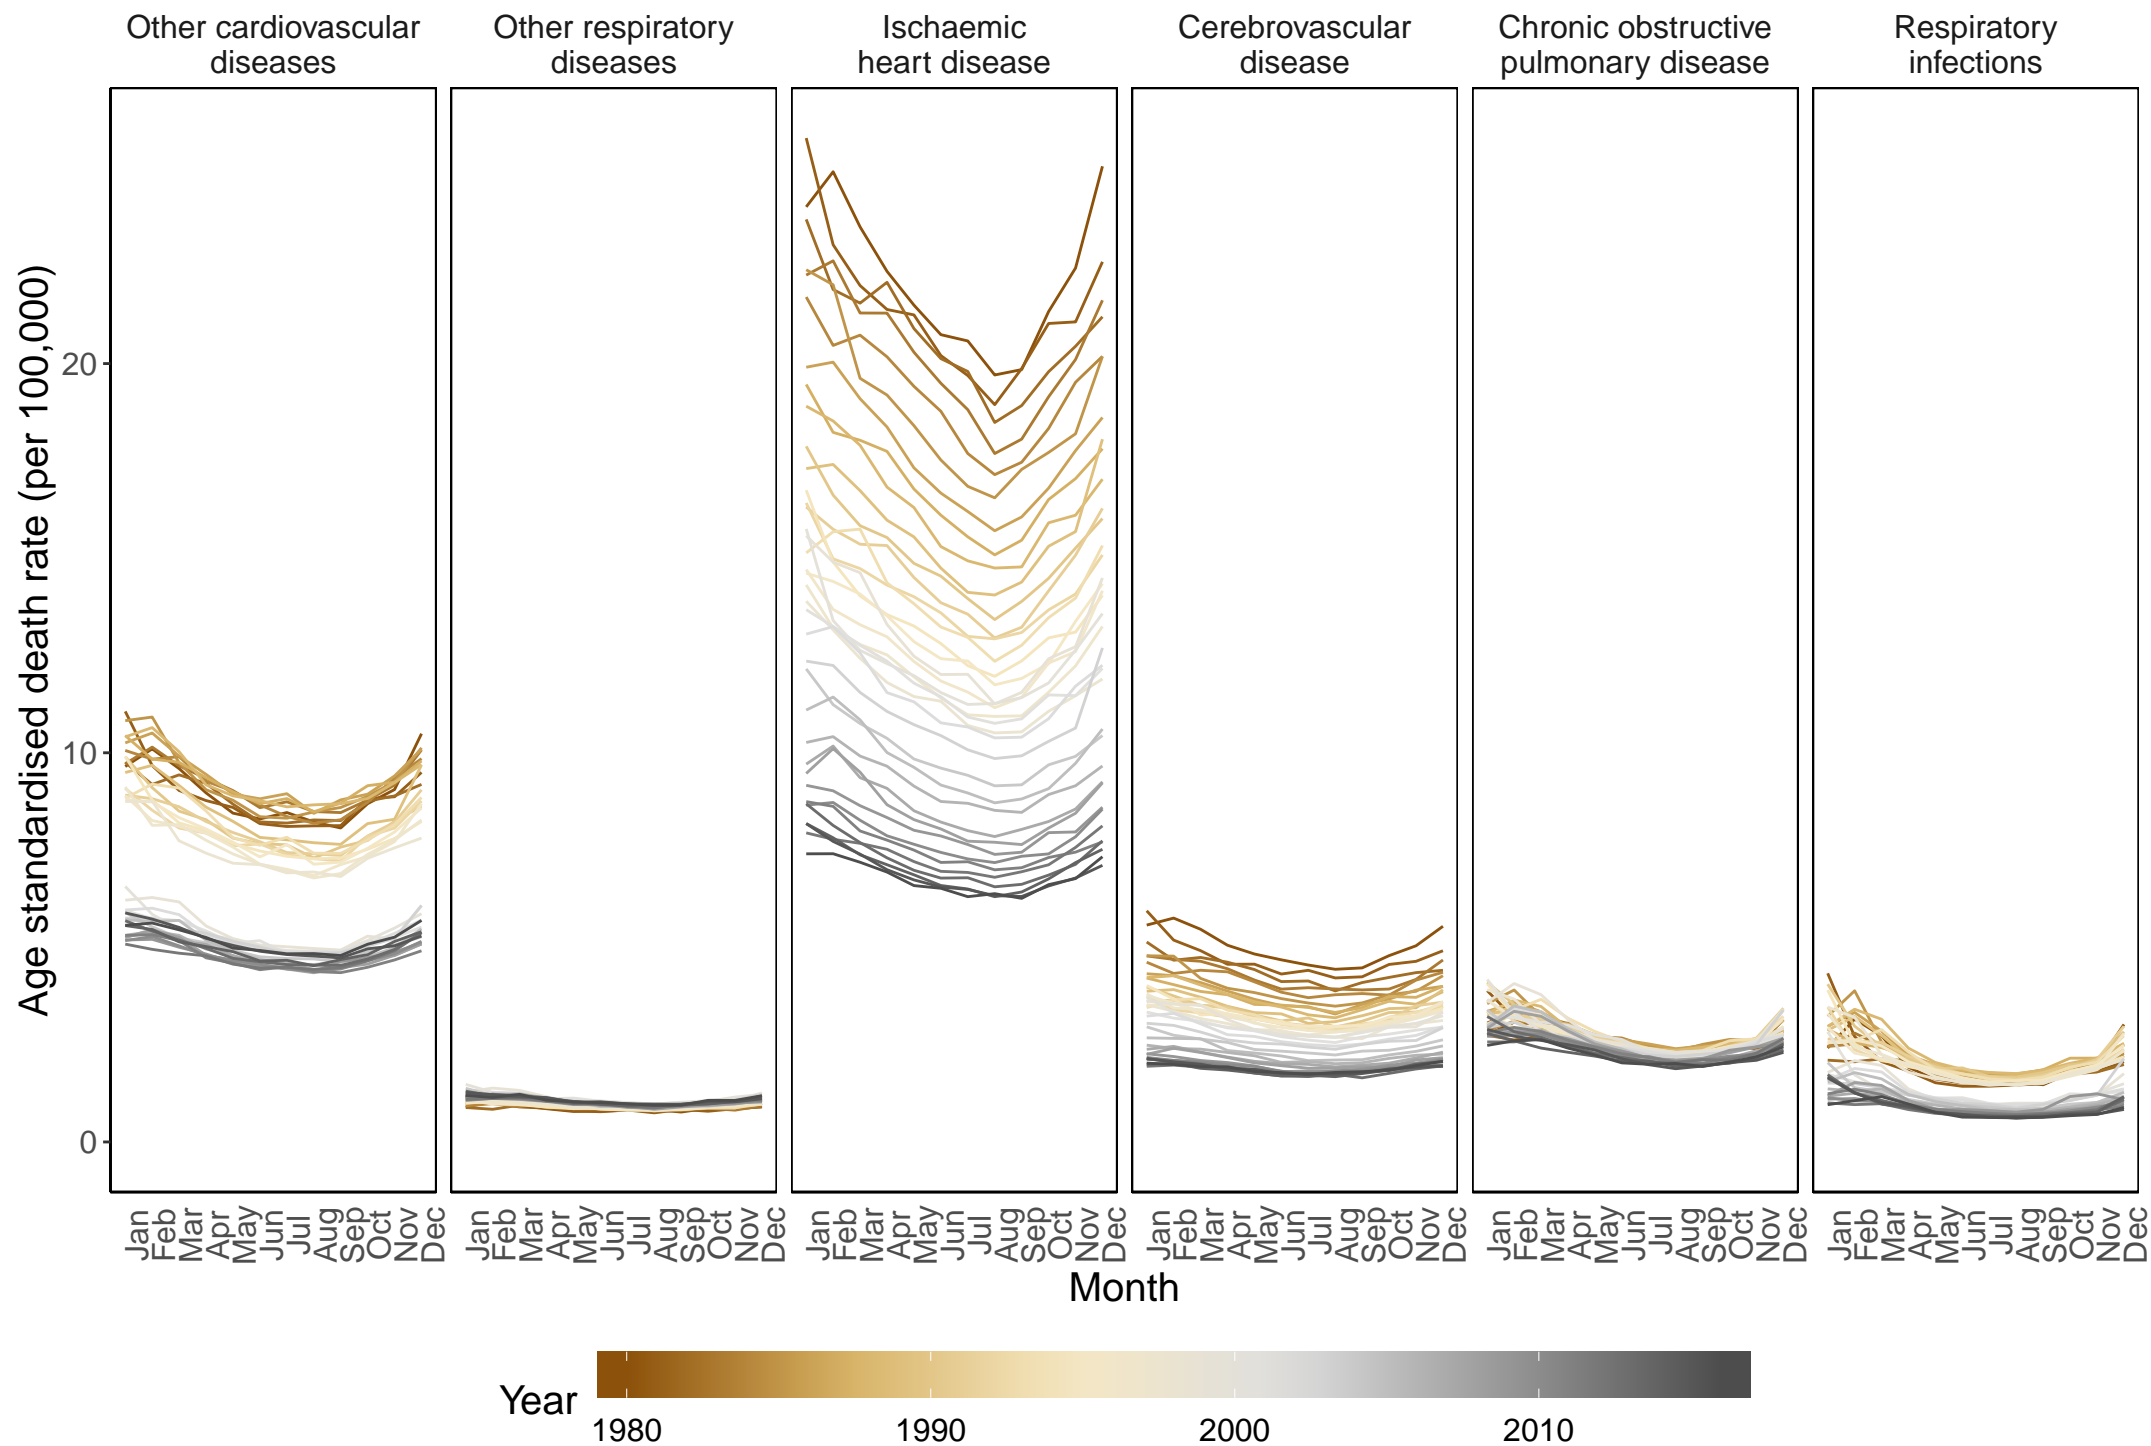 Other cardiovascular
diseases
Other respiratory
diseases
Ischaemic
heart disease
Cerebrovascular
disease
Chronic obstructive
pulmonary disease
Respiratory
infections
Age standardised death rate (per 100,000)
20
10
0
Jan Feb Mar Apr May Jun Jul Aug Sep Oct Nov Dec
Jan Feb Mar Apr May Jun Jul Aug Sep Oct Nov Dec
Jan Feb Mar Apr May Jun Jul Aug Sep Oct Nov Dec
Jan Feb Mar Apr May Jun Jul Aug Sep Oct Nov Dec
Jan Feb Mar Apr May Jun Jul Aug Sep Oct Nov Dec
Jan Feb Mar Apr May Jun Jul Aug Sep Oct Nov Dec
Month
Year
1980 1990 2000 2010